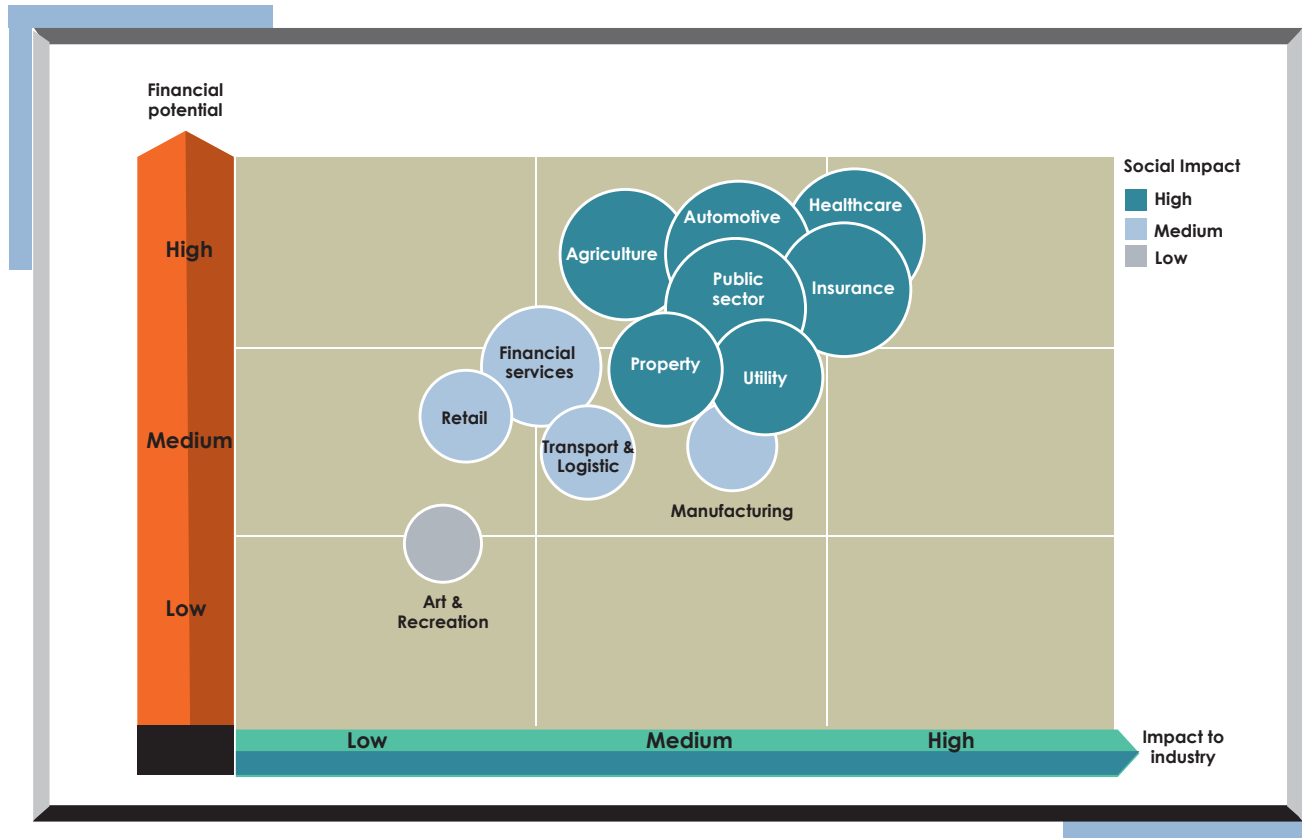 Financial
potential
Social Impact
High
Medium
Low
High
Medium
Low
Healthcare
Automotive
Agriculture
Public
sector
Insurance
Financial
services
Property
Utility
Retail
Transport &
Logistic
Manufacturing
Art &
Recreation
Low
Medium
High
Impact to
industry